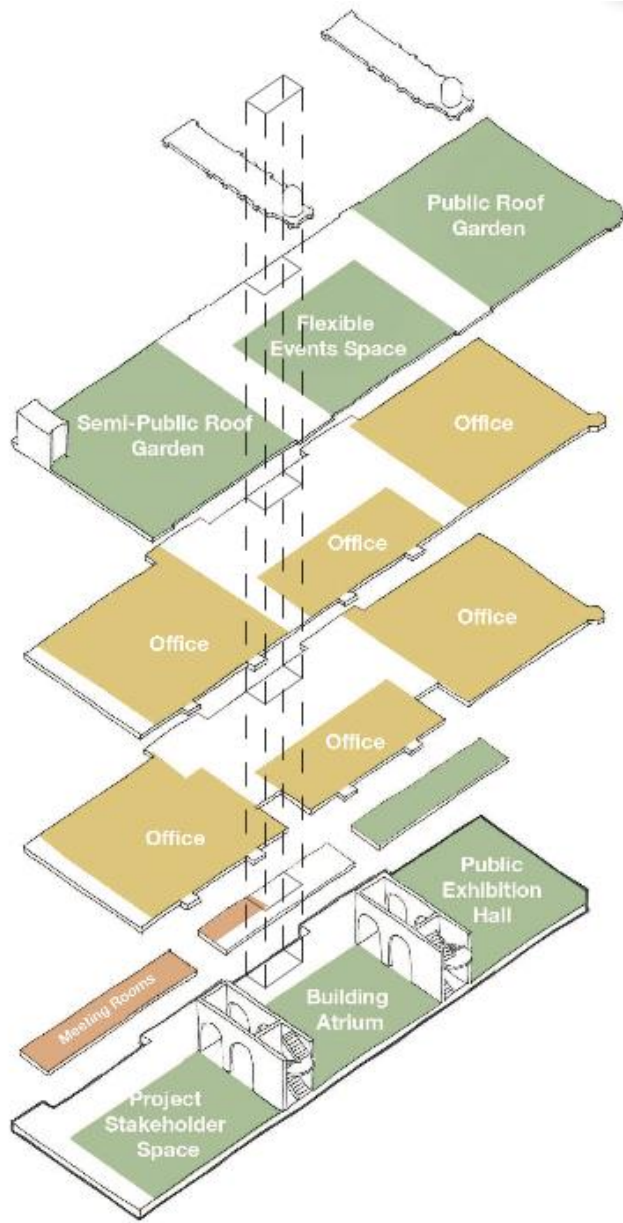 Public Roof
Garden
Flexible
Events Space
Semi-Public Roof
Garden
Office
Office
Office
Office
Office
Office
Public
Exhibition
Hall
Building
Atrium
Meeting Rooms
Project
Stakeholder
Space